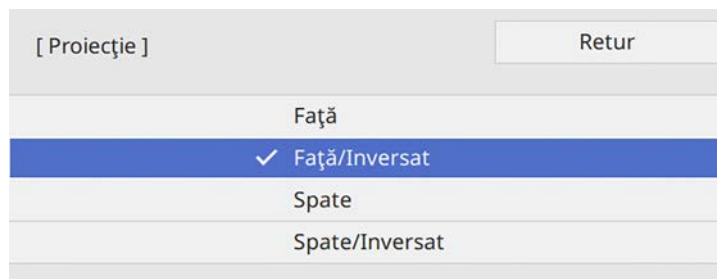 [ Proiecţie ]
Retur
Faţă
Faţă/Inversat
Spate
Spate/Inversat